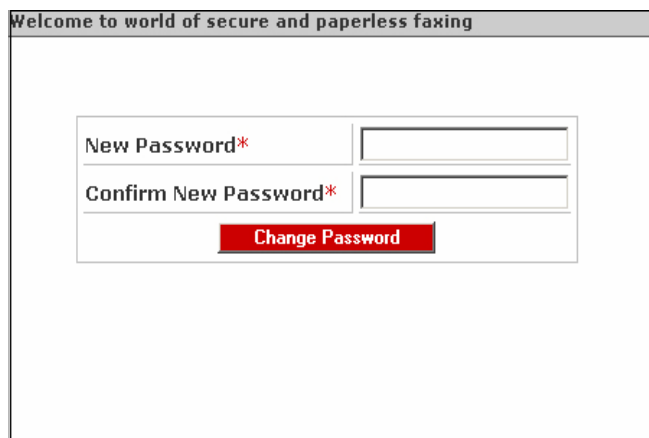 Welcome to world of secure and paperless faxing
New Password*
Confirm New Password*
Change Password